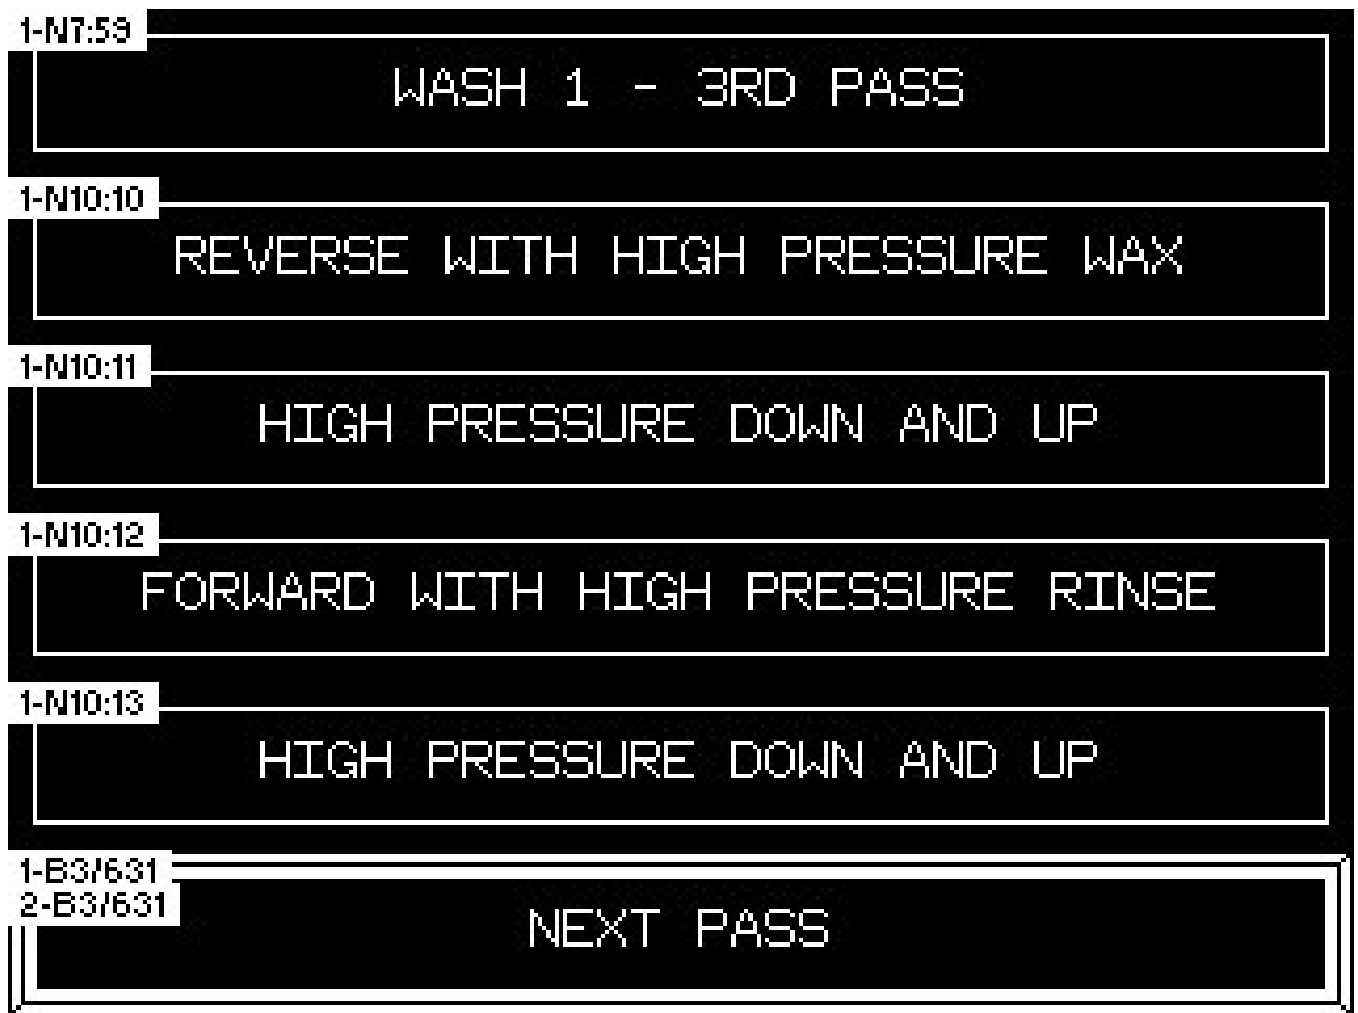 1-N7:59
WASH 1 - 3RD PASS
1-N10:10
REVERSE WITH HIGH PRESSURE WAX
1-N10:11
HIGH PRESSURE DOWN AND UP
1-N10:12
FORWARD WITH HIGH PRESSURE RINSE
1-N10:13
HIGH PRESSURE DOWN AND UP
1-B3/631
2-B3/631
NEXT PASS